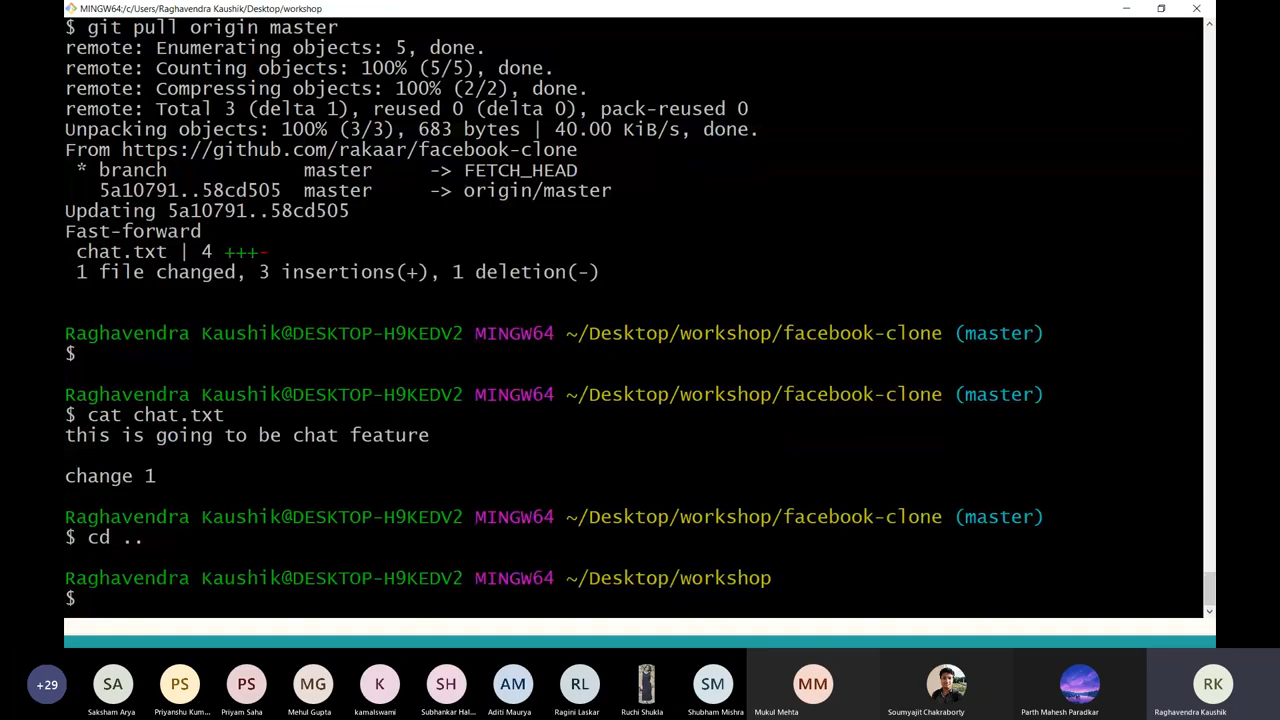 MINGW64:/c/Users/Raghavendra Kaushik/Desktop/workshop
$ git pull origin master
remote: Enumerating objects: 5, done.
remote: Counting objects: 100% (5/5), done.
remote: Compressing objects: 100% (2/2), done.
remote: Total 3 (delta 1), reused 0 (delta 0), pack-reused 0
Unpacking objects: 100% (3/3), 683 bytes | 40.00 KiB/s, done.
From https://github.com/rakaar/facebook-clone
 * branch            master     -> FETCH_HEAD
   5a10791..58cd505  master     -> origin/master
Updating 5a10791..58cd505
Fast-forward
 chat.txt | 4 +++-
 1 file changed, 3 insertions(+), 1 deletion(-)
Raghavendra Kaushik@DESKTOP-H9KEDV2 MINGW64 ~/Desktop/workshop/facebook-clone (master)
$
Raghavendra Kaushik@DESKTOP-H9KEDV2 MINGW64 ~/Desktop/workshop/facebook-clone (master)
$ cat chat.txt
this is going to be chat feature
change 1
Raghavendra Kaushik@DESKTOP-H9KEDV2 MINGW64 ~/Desktop/workshop/facebook-clone (master)
$ cd ..
Raghavendra Kaushik@DESKTOP-H9KEDV2 MINGW64 ~/Desktop/workshop
$
+29 SA PS PS MG K SH AM RL SM MM RK
Saksham Arya Priyanshu Kum... Priyam Saha Mehul Gupta kamalswami Subhankar Hal... Aditi Maurya Ragini Laskar Ruchi Shukla Shubham Mishra Mukul Mehta Soumyajit Chakraborty Parth Mahesh Paradkar Raghavendra Kaushik